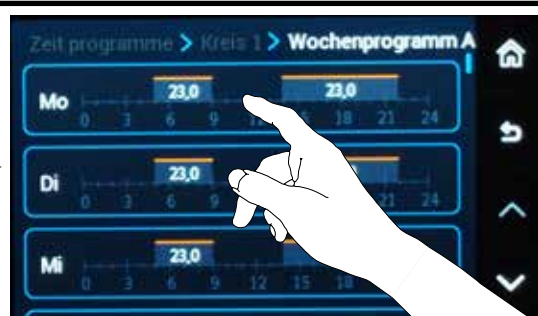 Zeit programme > Kreis 1 > Wochenprogramm A
Mo 23,0 23,0
0 3 6 9 18 21 24
Di 23,0
0 3 6 9 21 24
Mi 23,0
0 3 6 9 12 15 18